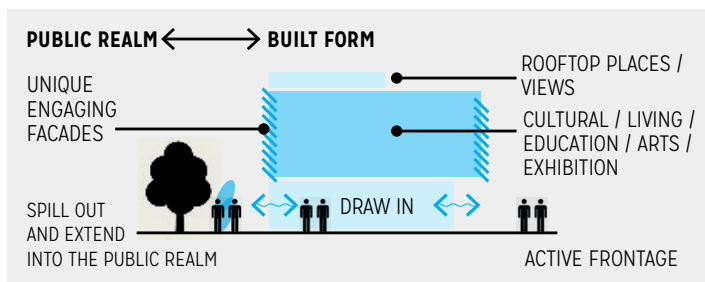 PUBLIC REALM
BUILT FORM
UNIQUE
ENGAGING
FACADES
ROOFTOP PLACES /
VIEWS
CULTURAL / LIVING /
EDUCATION / ARTS /
EXHIBITION
DRAW IN
SPILL OUT
AND EXTEND
INTO THE PUBLIC REALM
ACTIVE FRONTAGE